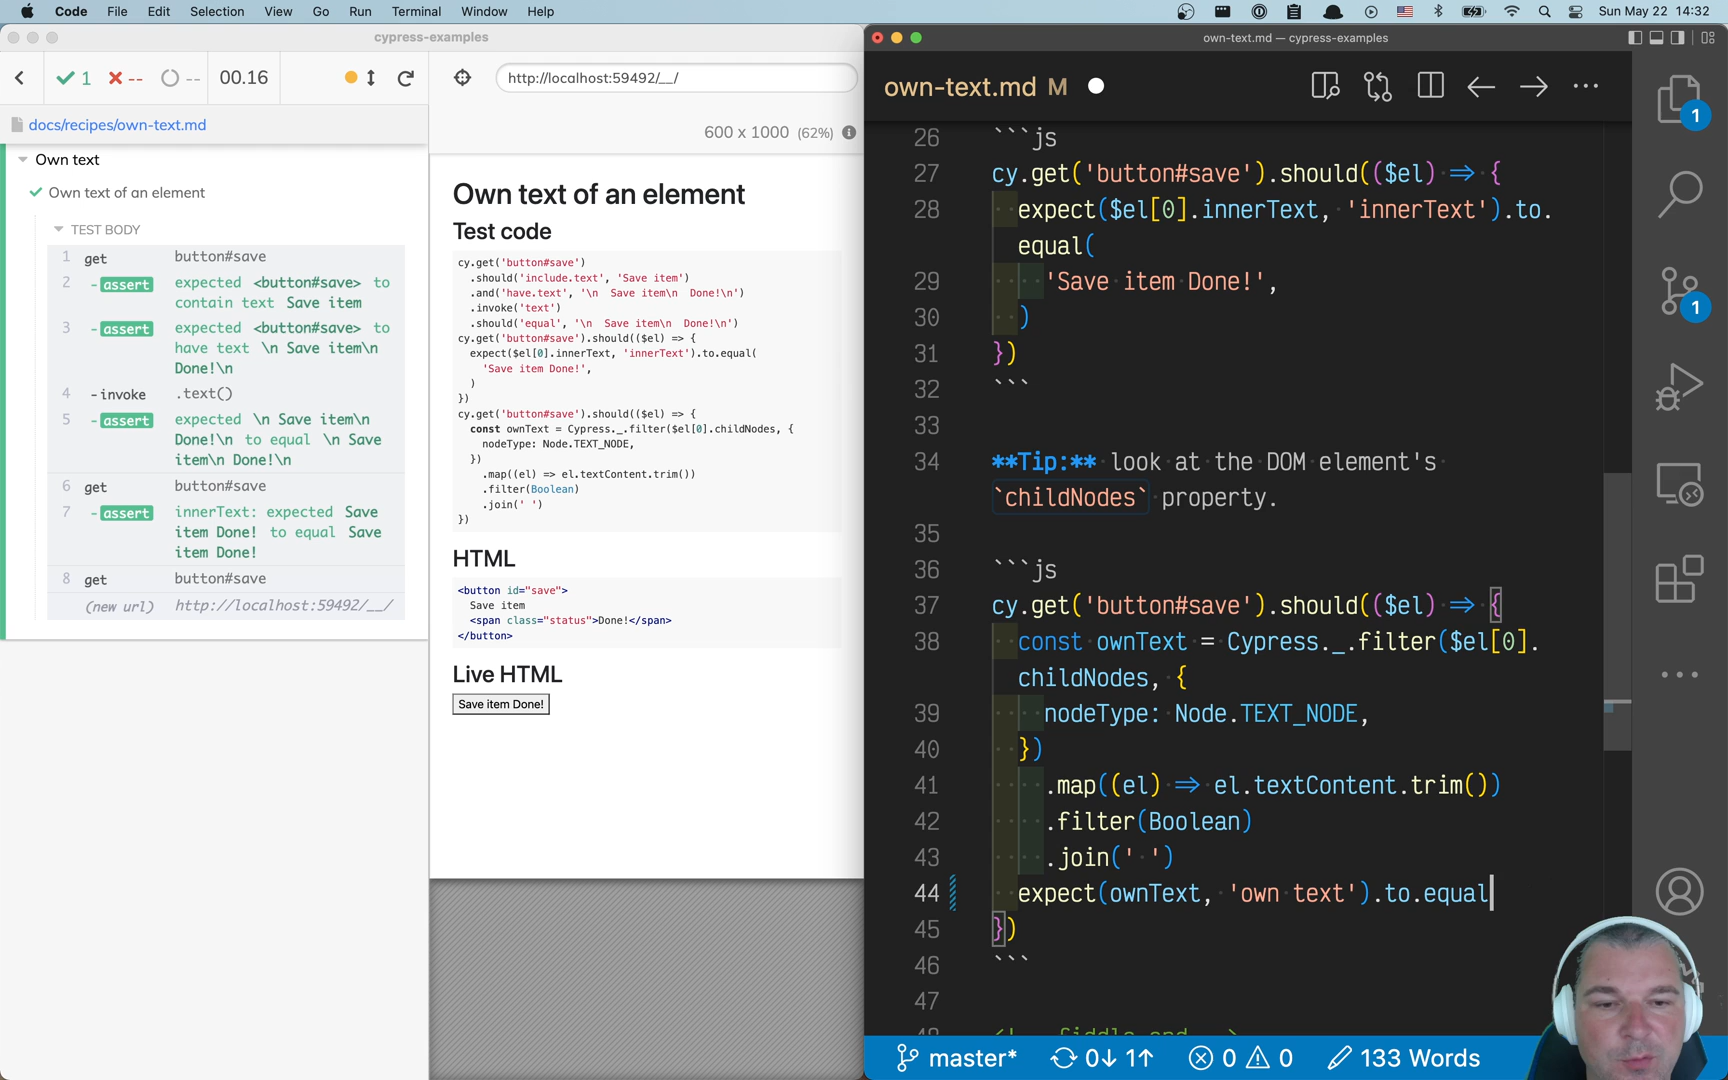 Code File Edit Selection View Go Run Terminal Window Help
Sun May 22 14:32
cypress-examples
1 -- -- 00.16
http://localhost:59492/__/
docs/recipes/own-text.md
600 x 1000 (62%)
Own text
Own text of an element
TEST BODY
1 get button#save
2 -assert expected <button#save> to
contain text Save item
3 -assert expected <button#save> to
have text \n Save item\n
Done!\n
4 -invoke .text()
5 -assert expected \n Save item\n
Done!\n to equal \n Save
item\n Done!\n
6 get button#save
7 -assert innerText: expected Save
item Done! to equal Save
item Done!
8 get button#save
(new url) http://localhost:59492/__/
Own text of an element
Test code
cy.get('button#save')
.should('include.text', 'Save item')
.and('have.text', '\n  Save item\n  Done!\n')
.invoke('text')
.should('equal', '\n  Save item\n  Done!\n')
cy.get('button#save').should(($el) => {
expect($el[0].innerText, 'innerText').to.equal(
'Save item Done!',
)
})
cy.get('button#save').should(($el) => {
const ownText = Cypress._.filter($el[0].childNodes, {
nodeType: Node.TEXT_NODE,
})
.map((el) => el.textContent.trim())
.filter(Boolean)
.join(' ')
})
HTML
<button id="save">
Save item
<span class="status">Done!</span>
</button>
Live HTML
Save item Done!
own-text.md — cypress-examples
own-text.md M
26 ```js
27 cy.get('button#save').should(($el) => {
28 expect($el[0].innerText, 'innerText').to.
equal(
29 'Save item Done!',
30 )
31 })
32 ```
33
34 **Tip:** look at the DOM element's
`childNodes` property.
35
36 ```js
37 cy.get('button#save').should(($el) => {
38 const ownText = Cypress._.filter($el[0].
childNodes, {
39 nodeType: Node.TEXT_NODE,
40 })
41 .map((el) => el.textContent.trim())
42 .filter(Boolean)
43 .join(' ')
44 expect(ownText, 'own text').to.equal
45 })
46 ```
47
1
1
master* 0↓ 1↑ 0 0 133 Words